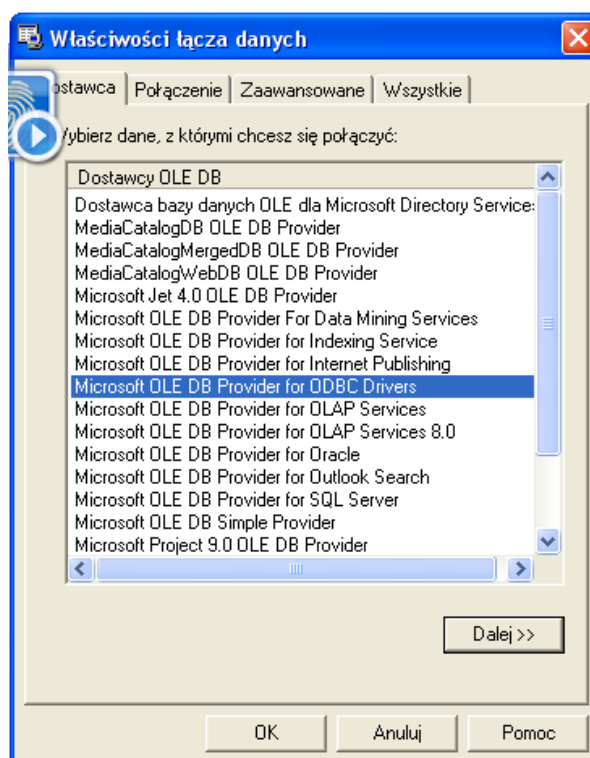 Właściwości łącza danych
ostawca Połączenie Zaawansowane Wszystkie
ybierz dane, z którymi chcesz się połączyć:
Dostawcy OLE DB
Dostawca bazy danych OLE dla Microsoft Directory Service:
MediaCatalogDB OLE DB Provider
MediaCatalogMergedDB OLE DB Provider
MediaCatalogWebDB OLE DB Provider
Microsoft Jet 4.0 OLE DB Provider
Microsoft OLE DB Provider For Data Mining Services
Microsoft OLE DB Provider for Indexing Service
Microsoft OLE DB Provider for Internet Publishing
Microsoft OLE DB Provider for ODBC Drivers
Microsoft OLE DB Provider for OLAP Services
Microsoft OLE DB Provider for OLAP Services 8.0
Microsoft OLE DB Provider for Oracle
Microsoft OLE DB Provider for Outlook Search
Microsoft OLE DB Provider for SQL Server
Microsoft OLE DB Simple Provider
Microsoft Project 9.0 OLE DB Provider
Dalej >>
OK Anuluj Pomoc